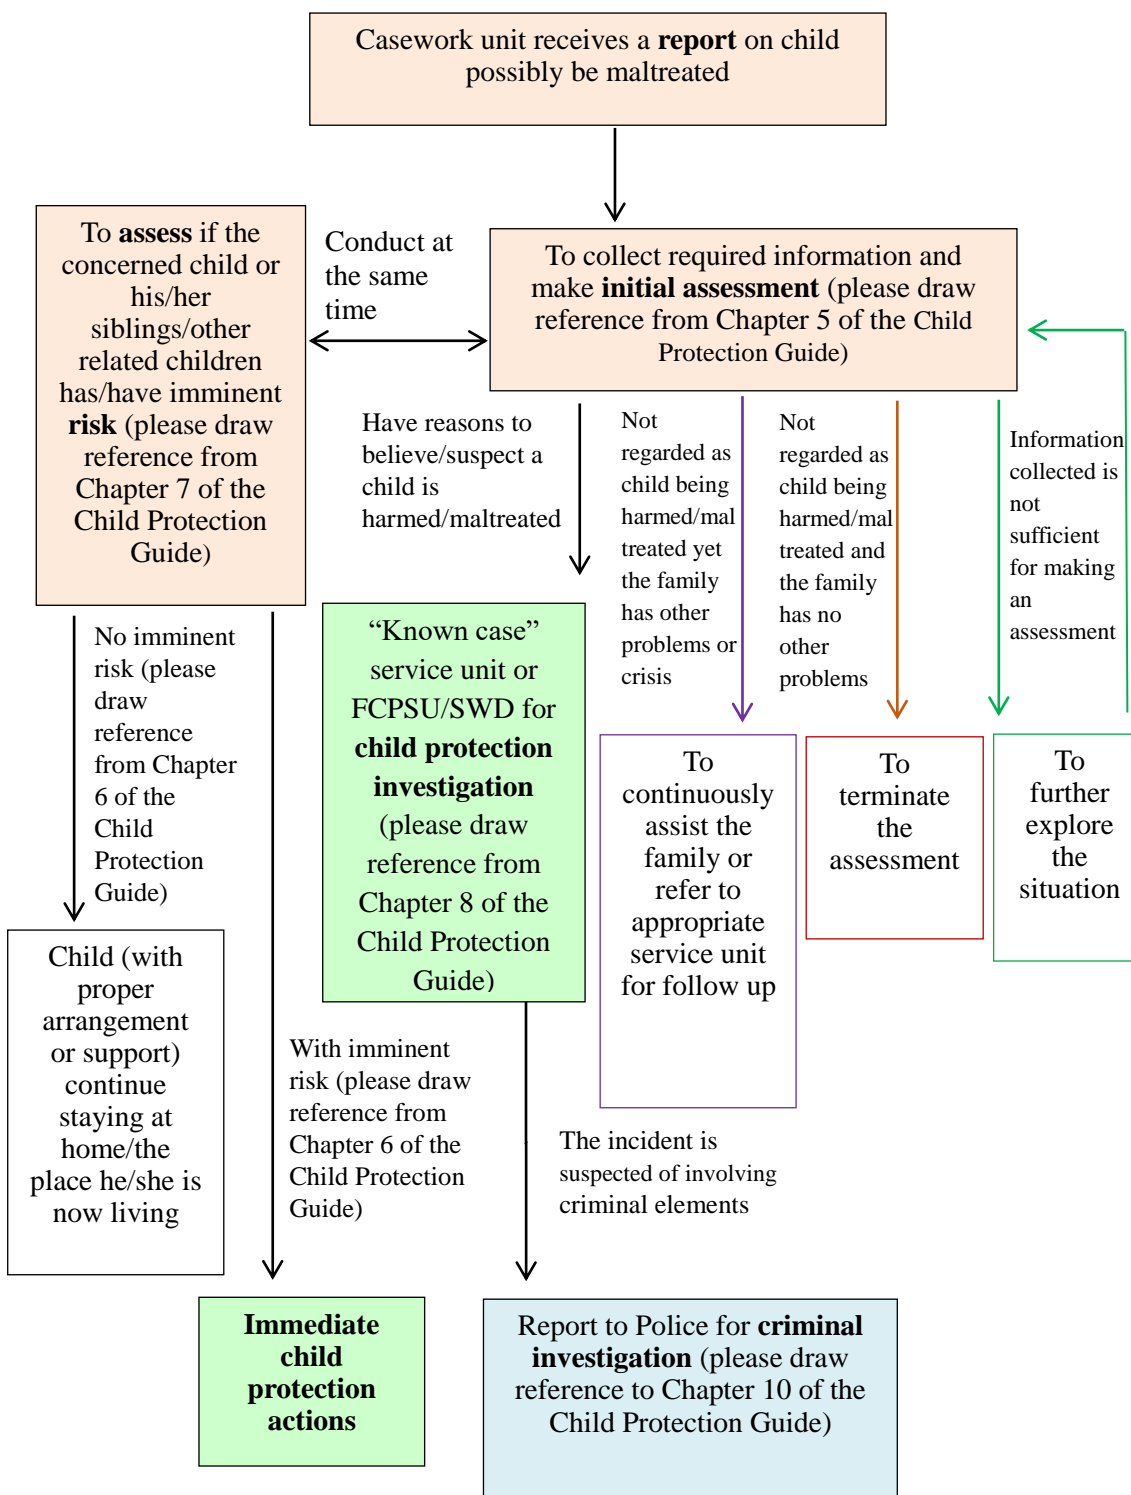 Casework unit receives a report on child
possibly be maltreated
To assess if the
concerned child or
his/her
siblings/other
related children
has/have imminent
risk (please draw
reference from
Chapter 7 of the
Child Protection
Guide)
Conduct at
the same
time
To collect required information and
make initial assessment (please draw
reference from Chapter 5 of the Child
Protection Guide)
Have reasons to
believe/suspect a
child is
harmed/maltreated
Not
regarded as
child being
harmed/mal
treated yet
the family
has other
problems or
crisis
Not
regarded as
child being
harmed/mal
treated and
the family
has no
other
problems
Information
collected is
not
sufficient
for making
an
assessment
No imminent
risk (please
draw
reference
from Chapter
6 of the
Child
Protection
Guide)
“Known case”
service unit or
FCPSU/SWD for
child protection
investigation
(please draw
reference from
Chapter 8 of the
Child Protection
Guide)
To
continuously
assist the
family or
refer to
appropriate
service unit
for follow up
To
terminate
the
assessment
To
further
explore
the
situation
Child (with
proper
arrangement
or support)
continue
staying at
home/the
place he/she is
now living
With imminent
risk (please draw
reference from
Chapter 6 of the
Child Protection
Guide)
The incident is
suspected of involving
criminal elements
Immediate
child
protection
actions
Report to Police for criminal
investigation (please draw
reference to Chapter 10 of the
Child Protection Guide)